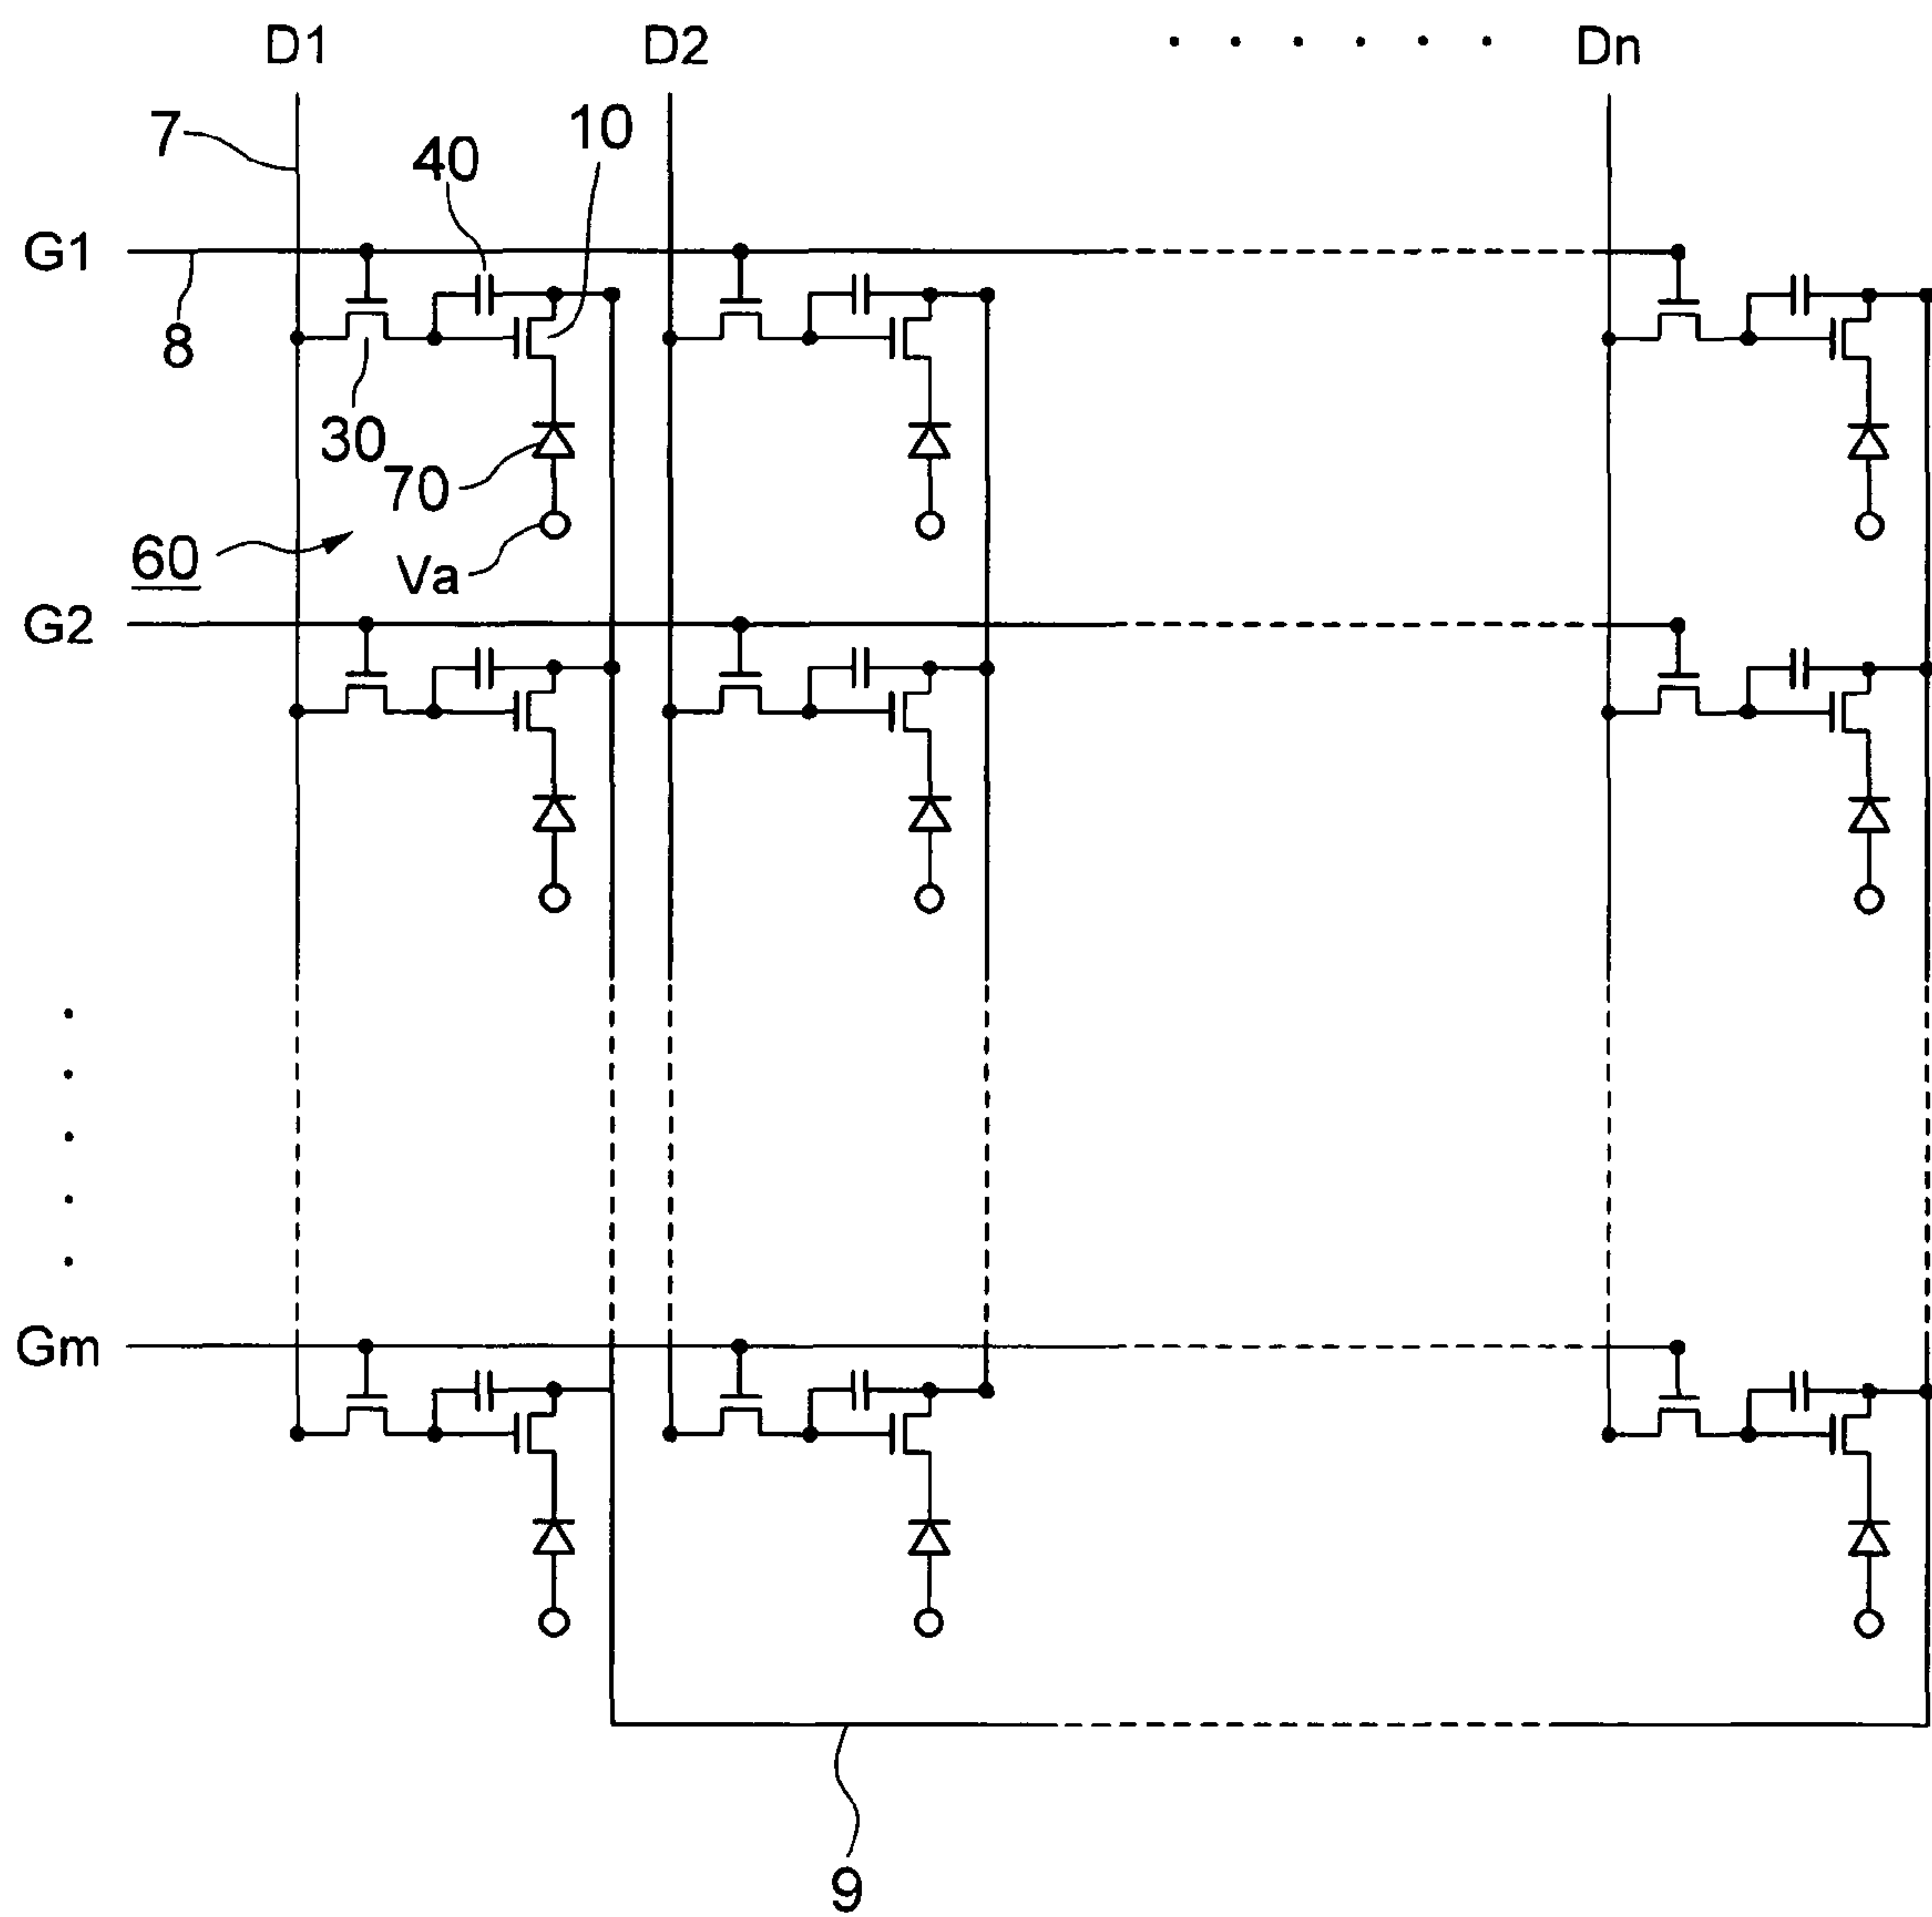 D1 D2 . . . . . . Dn
7
40
10
G1
8
30
70
60
Va
G2
.
.
.
.
.
Gm
9